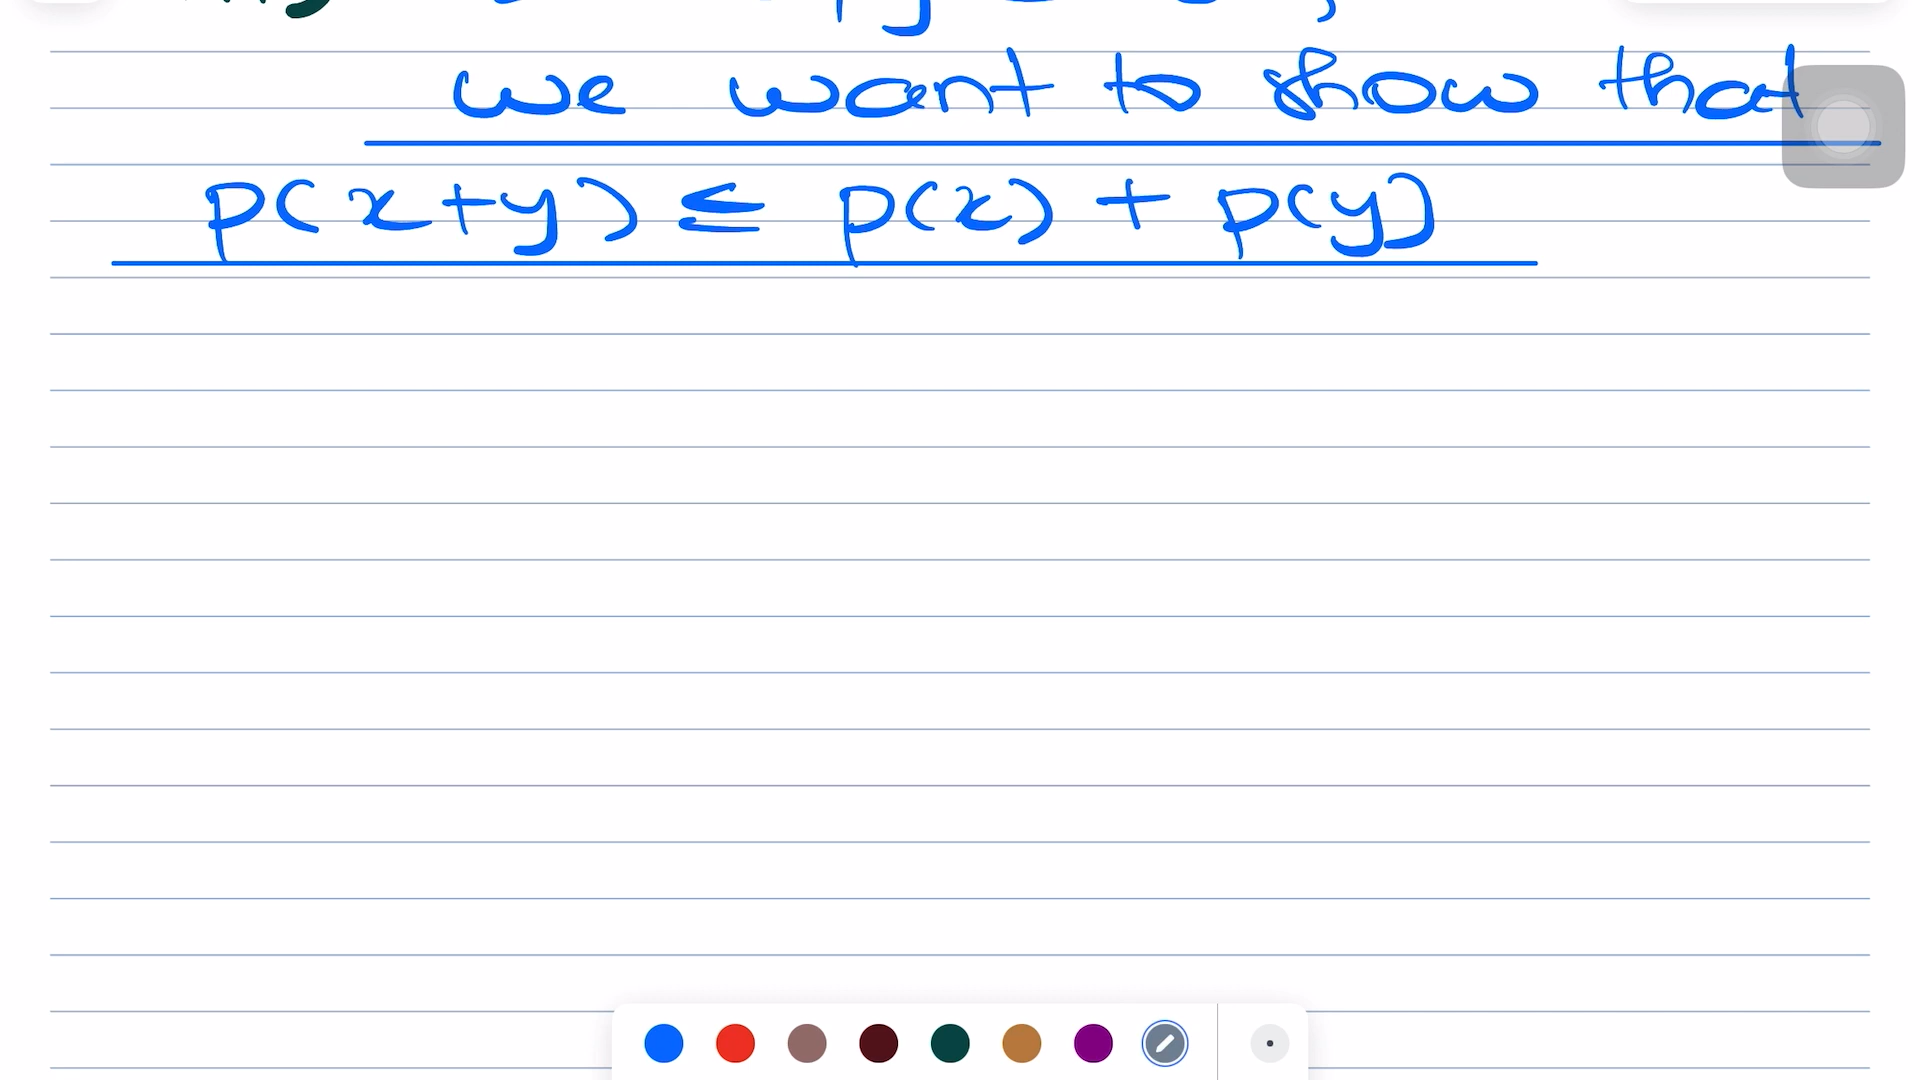 we want to show that
p(x+y) ≤ p(x) + p(y)